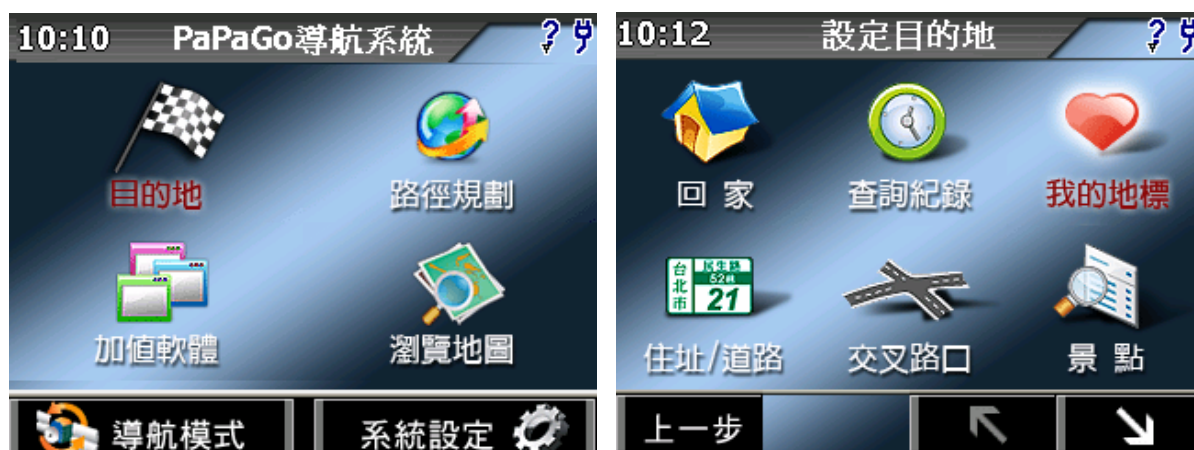 10:10 PaPaGo導航系統 ?
目的地 路徑規劃
加值軟體 瀏覽地圖
導航模式 系統設定
10:12 設定目的地 ?
回家 查詢紀錄 我的地標
台北市 民生路 52巷 21
住址/道路 交叉路口 景點
上一步